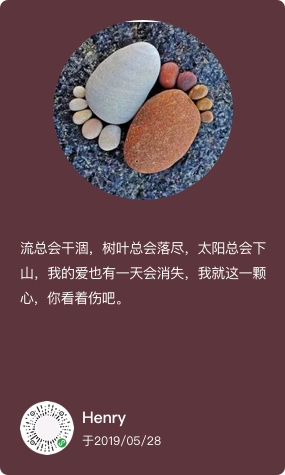 流总会干涸，树叶总会落尽，太阳总会下
山，我的爱也有一天会消失，我就这一颗
心，你看着伤吧。
Henry
于2019/05/28